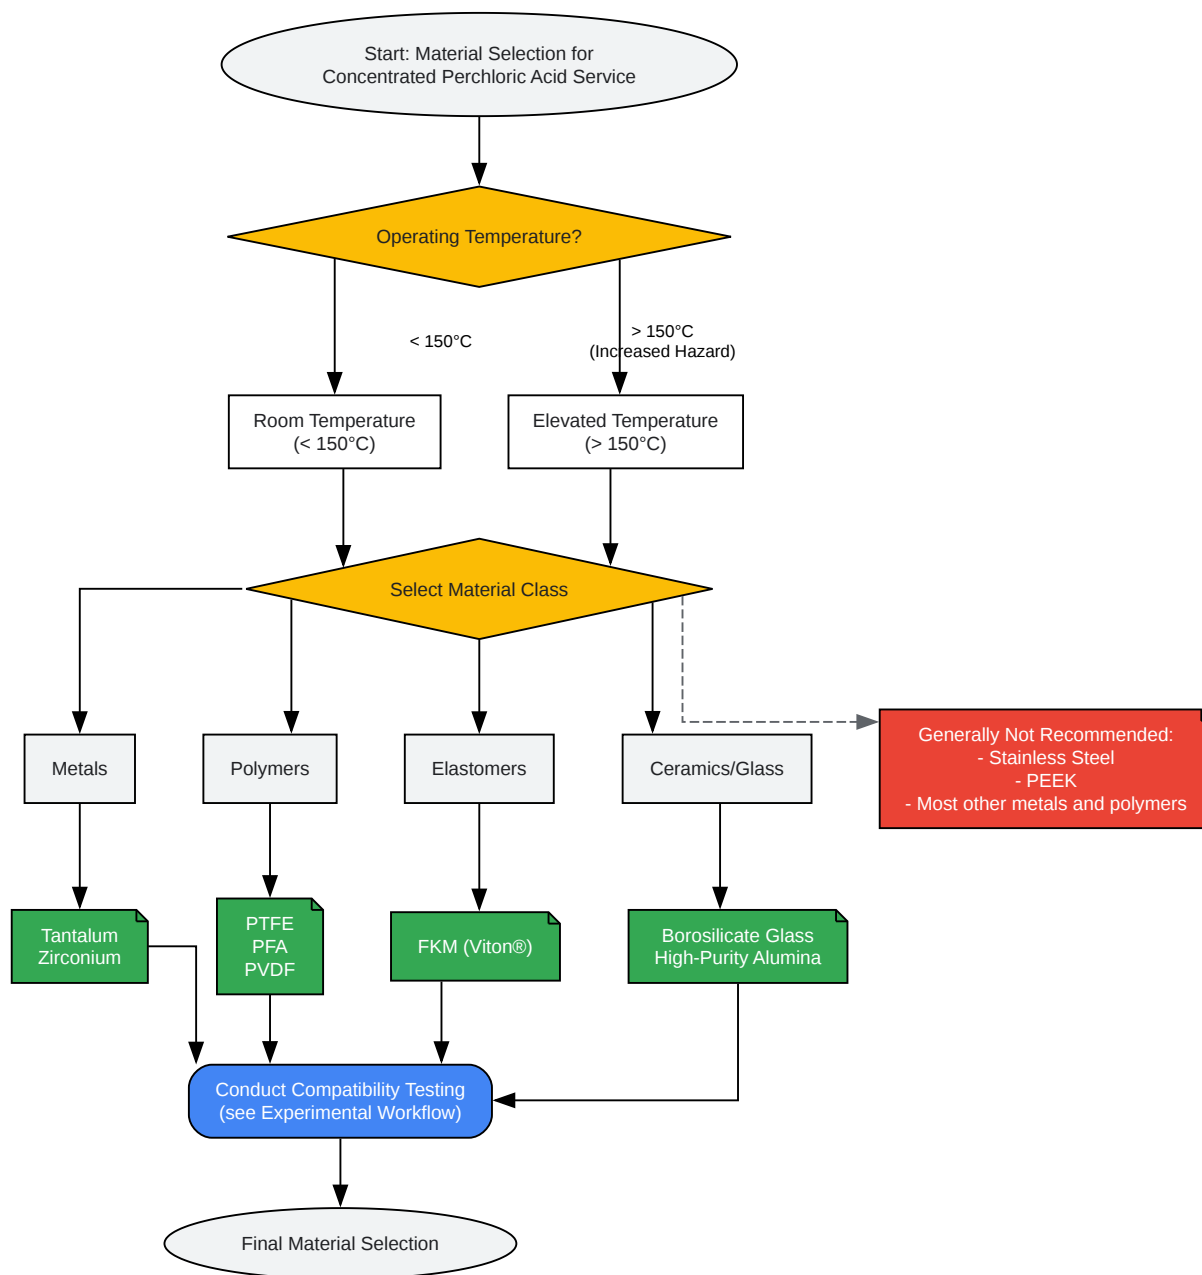 Start: Material Selection for
Concentrated Perchloric Acid Service
Operating Temperature?
< 150°C
> 150°C
(Increased Hazard)
Room Temperature
(< 150°C)
Elevated Temperature
(> 150°C)
Select Material Class
Metals
Polymers
Elastomers
Ceramics/Glass
Generally Not Recommended:
- Stainless Steel
- PEEK
- Most other metals and polymers
Tantalum
Zirconium
PTFE
PFA
PVDF
FKM (Viton®)
Borosilicate Glass
High-Purity Alumina
Conduct Compatibility Testing
(see Experimental Workflow)
Final Material Selection